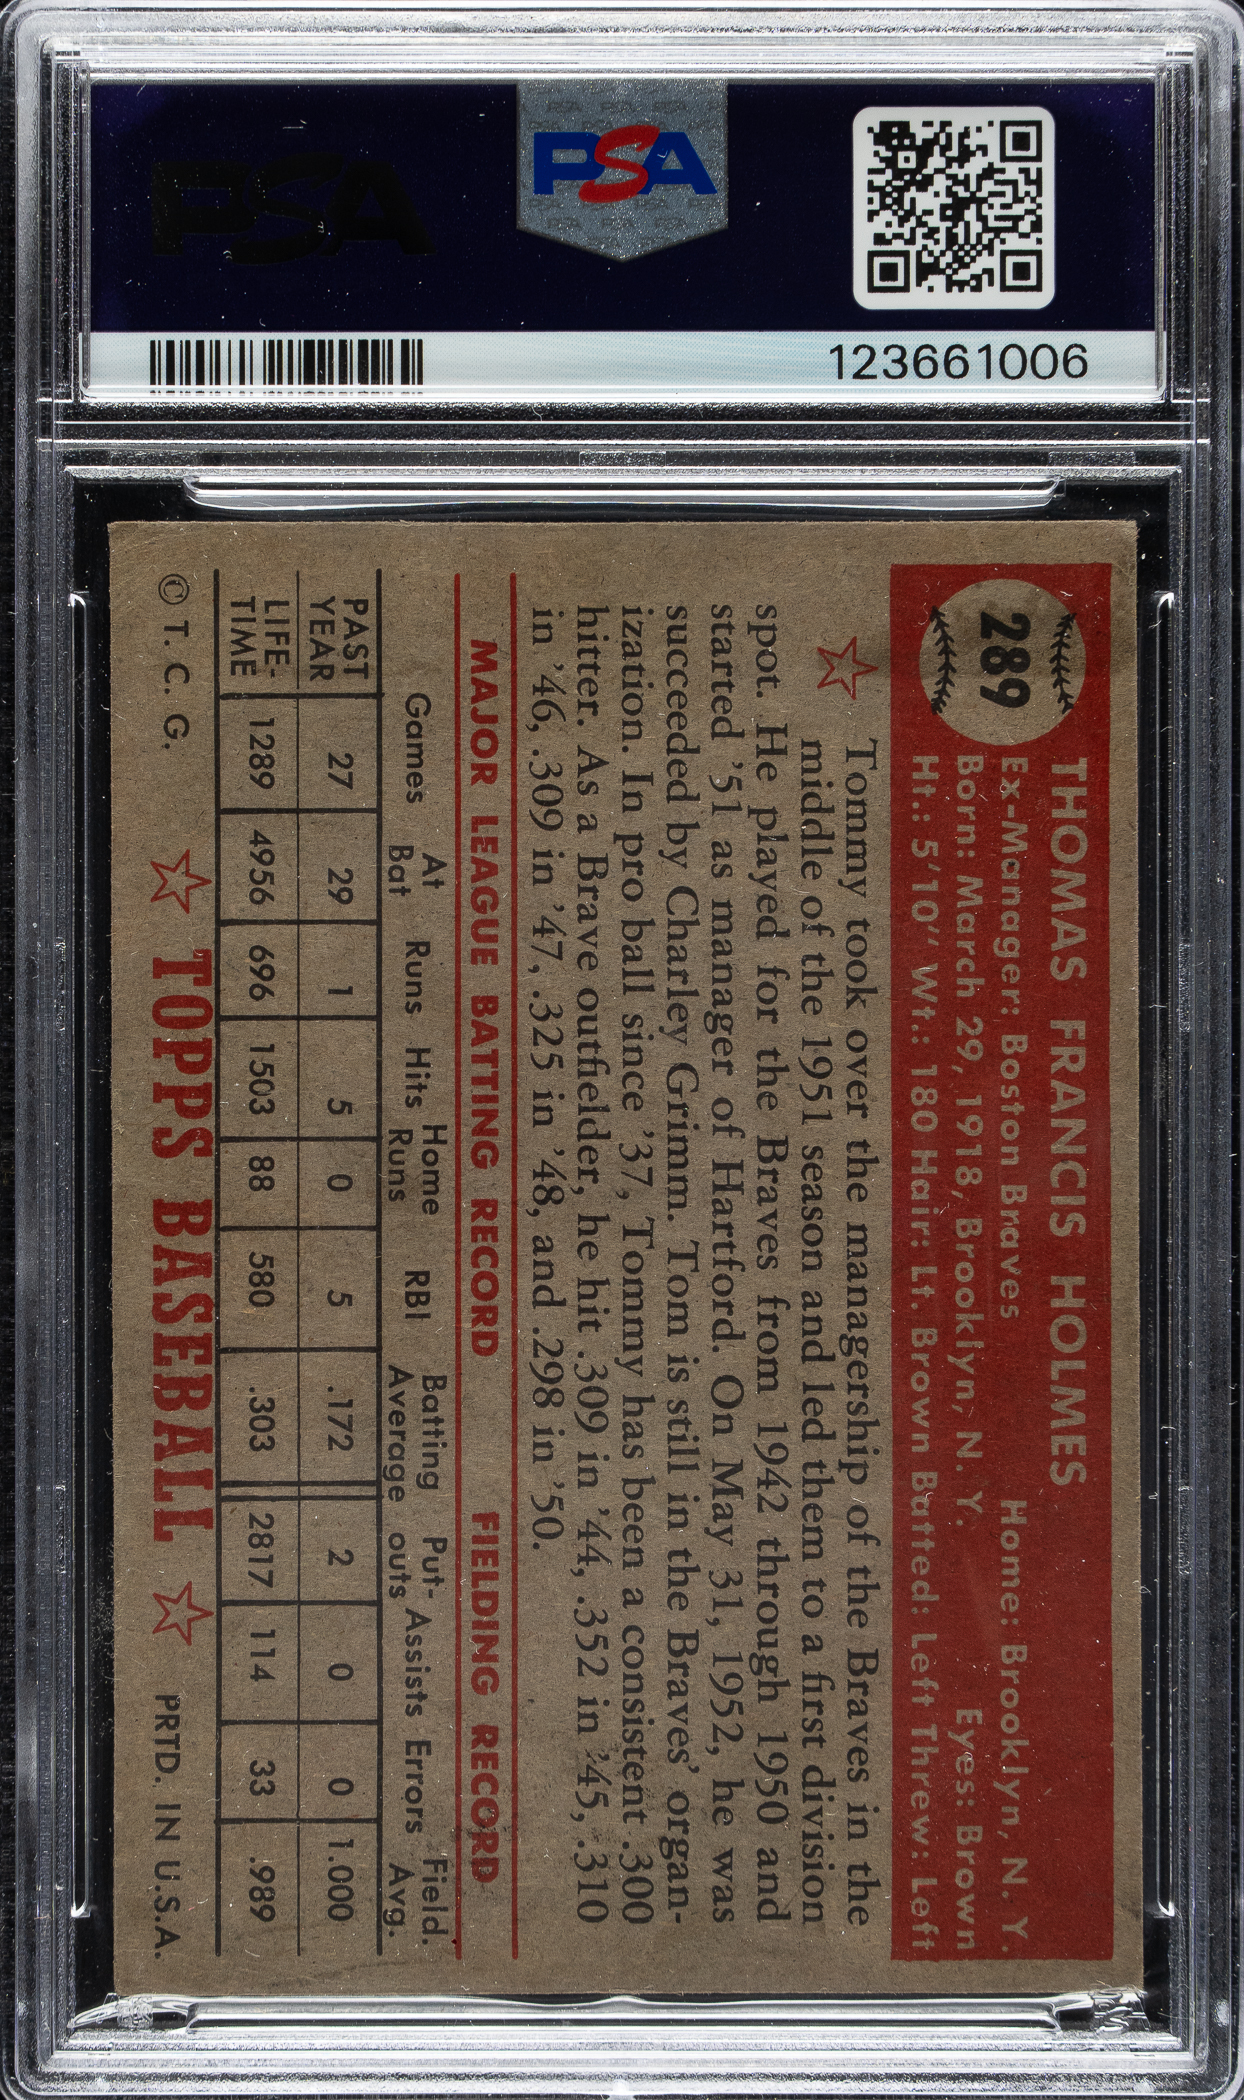 PSA
PSA
123661006
289
THOMAS FRANCIS HOLMES
Ex-Manager: Boston Braves Home: Brooklyn, N. Y.
Born: March 29, 1918, Brooklyn, N. Y. Eyes: Brown
Ht.: 5'10" Wt.: 180 Hair: Lt. Brown Batted: Left Threw: Left
Tommy took over the managership of the Braves in the
middle of the 1951 season and led them to a first division
spot. He played for the Braves from 1942 through 1950 and
started '51 as manager of Hartford. On May 31, 1952, he was
succeeded by Charley Grimm. Tom is still in the Braves' organ-
ization. In pro ball since '37, Tommy has been a consistent .300
hitter. As a Brave outfielder, he hit .309 in '44, .352 in '45, .310
in '46, .309 in '47, .325 in '48, and .298 in '50.
MAJOR LEAGUE BATTING RECORD FIELDING RECORD
Games At Bat Runs Hits Home Runs RBI Batting Average Put-outs Assists Errors Field. Avg.
PAST YEAR 27 29 1 5 0 5 .172 2 0 0 1.000
LIFE-TIME 1289 4956 696 1503 88 580 .303 2817 114 33 .989
© T. C. G. TOPPS BASEBALL PRTD. IN U.S.A.